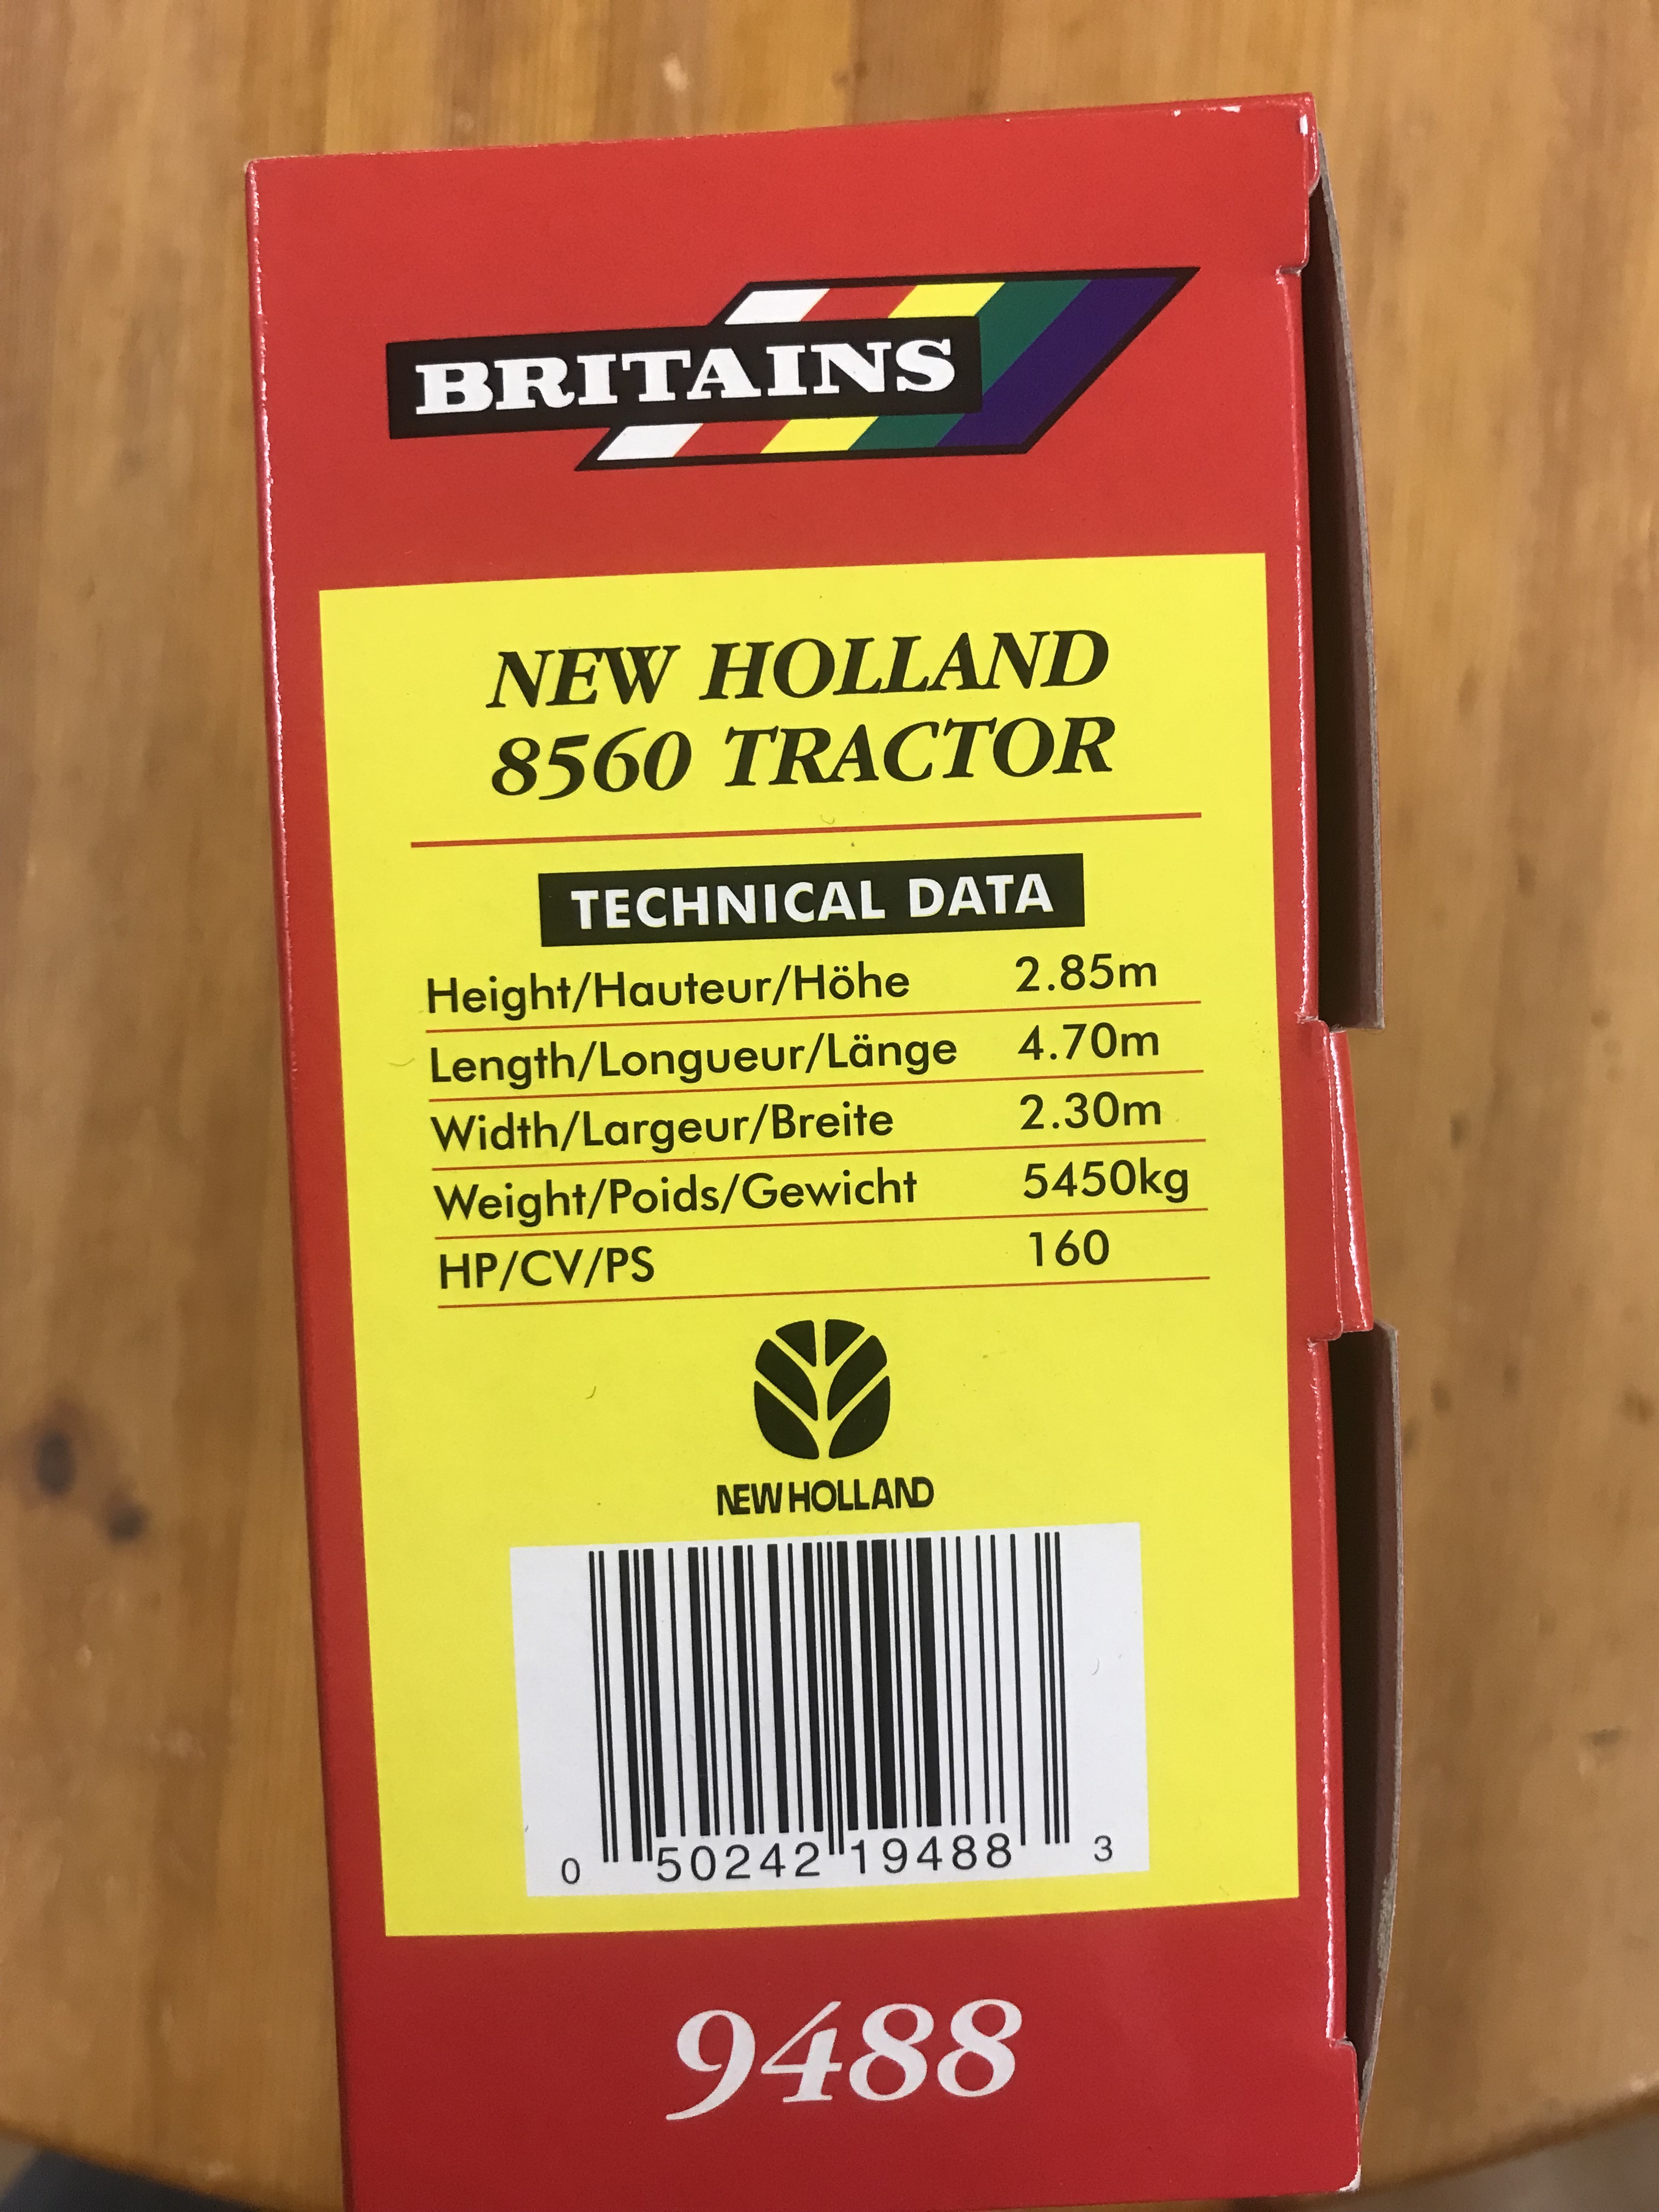 BRITAINS
NEW HOLLAND
8560 TRACTOR
TECHNICAL DATA
Height/Hauteur/Höhe 2.85m
Length/Longueur/Länge 4.70m
Width/Largeur/Breite 2.30m
Weight/Poids/Gewicht 5450kg
HP/CV/PS 160
NEW HOLLAND
0 50242 19488 3
9488